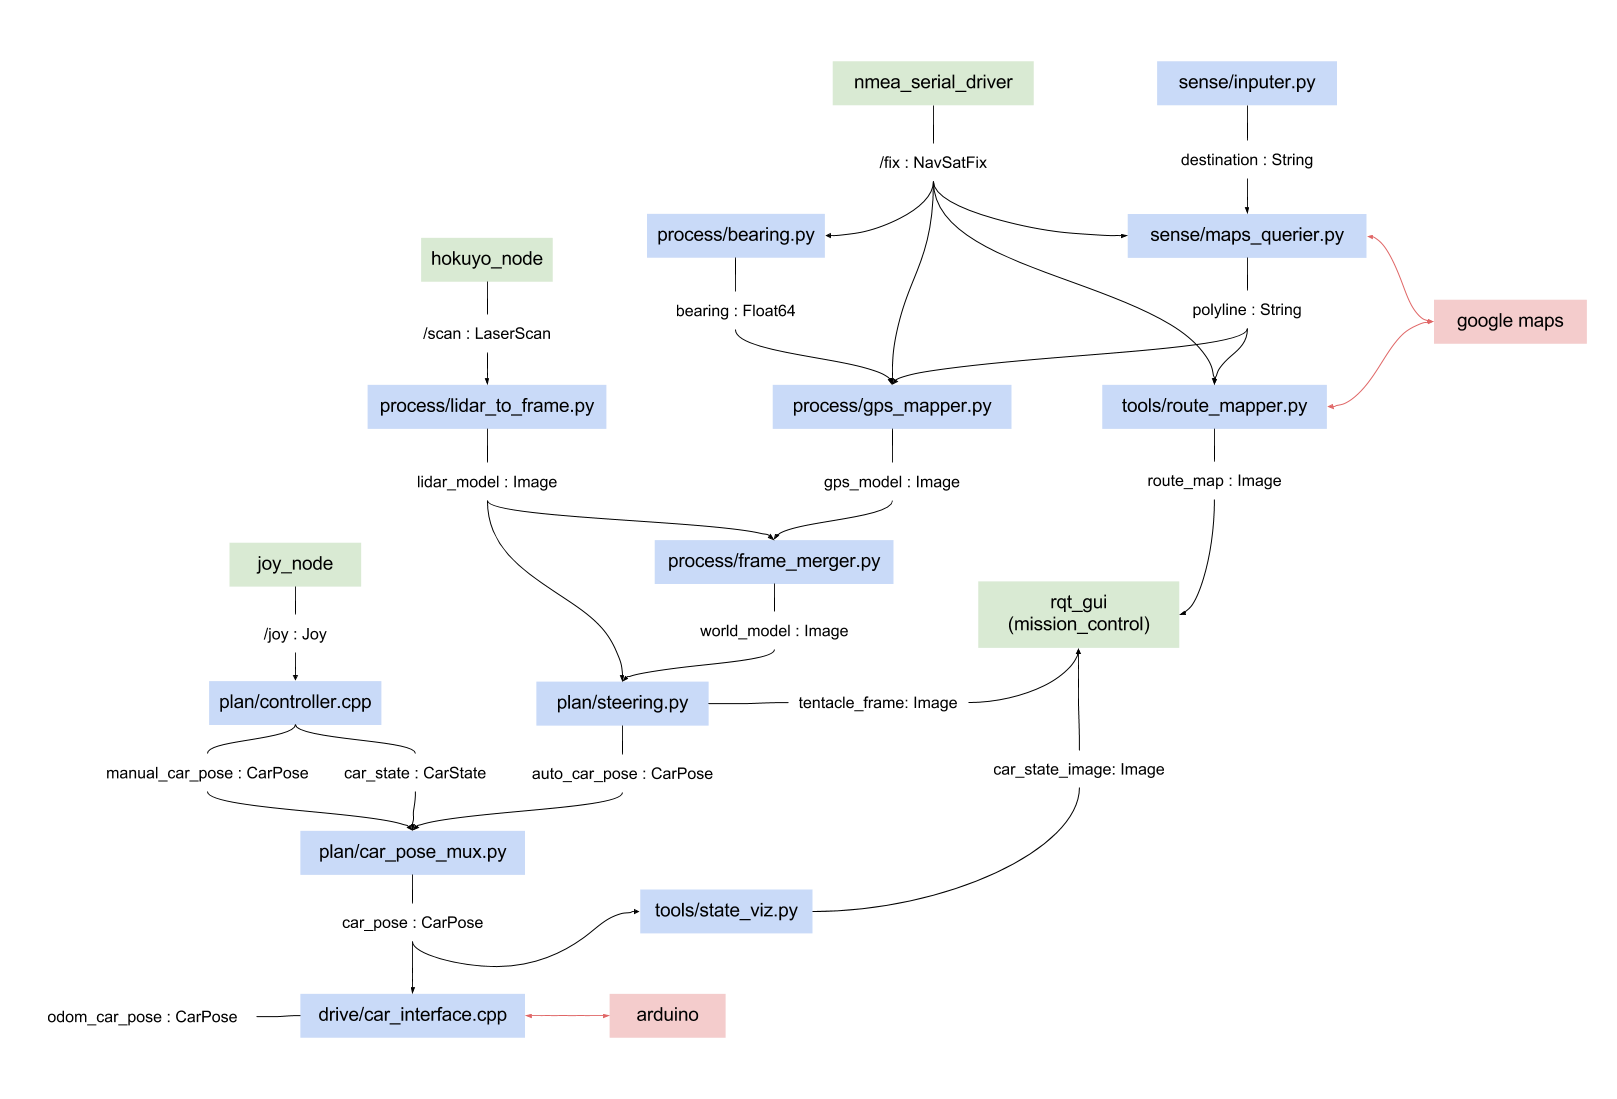 nmea_serial_driver
sense/inputer.py
/fix : NavSatFix
destination : String
process/bearing.py
sense/maps_querier.py
hokuyo_node
bearing : Float64
polyline : String
google maps
/scan : LaserScan
process/lidar_to_frame.py
process/gps_mapper.py
tools/route_mapper.py
lidar_model : Image
gps_model : Image
route_map : Image
joy_node
process/frame_merger.py
rqt_gui
(mission_control)
/joy : Joy
world_model : Image
plan/controller.cpp
plan/steering.py
tentacle_frame: Image
manual_car_pose : CarPose
car_state : CarState
auto_car_pose : CarPose
car_state_image: Image
plan/car_pose_mux.py
car_pose : CarPose
tools/state_viz.py
odom_car_pose : CarPose
drive/car_interface.cpp
arduino